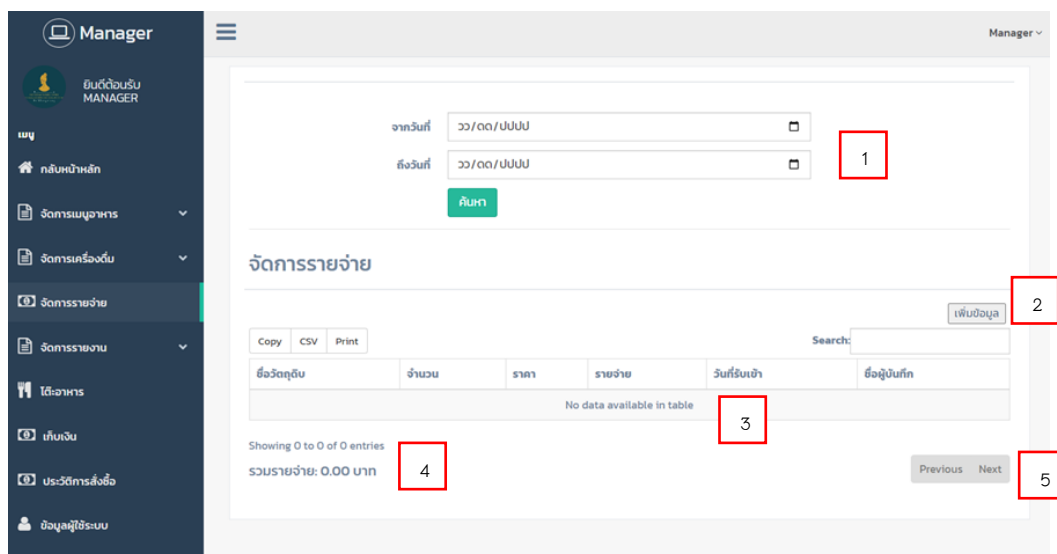 Manager
Manager
ยินดีต้อนรับ
MANAGER
เมนู
กลับหน้าหลัก
จัดการเมนูอาหาร
จัดการเครื่องดื่ม
จัดการรายจ่าย
จัดการรายงาน
โต๊ะอาหาร
เก็บเงิน
ประวัติการสั่งซื้อ
ข้อมูลผู้ใช้ระบบ
จากวันที่ วว/ดด/ปปปป
ถึงวันที่ วว/ดด/ปปปป
1
ค้นหา
จัดการรายจ่าย
เพิ่มข้อมูล 2
Copy CSV Print Search:
ชื่อวัตถุดิบ จำนวน ราคา รายจ่าย วันที่รับเข้า ชื่อผู้บันทึก
No data available in table
3
Showing 0 to 0 of 0 entries
รวมรายจ่าย: 0.00 บาท 4
Previous Next 5